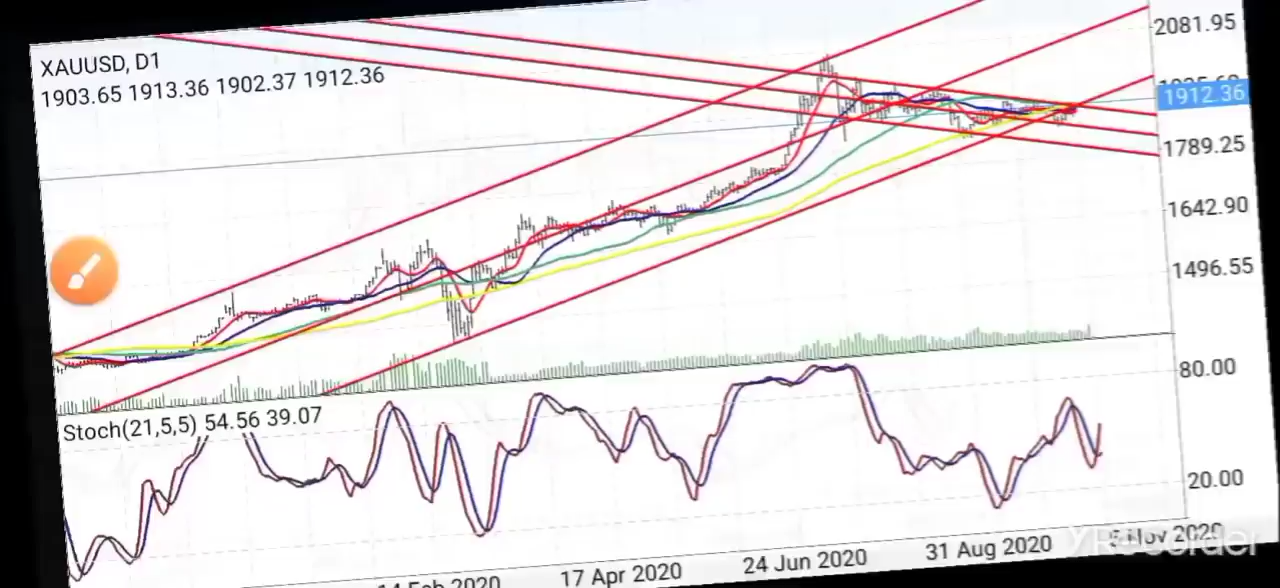 XAUUSD, D1
1903.65 1913.36 1902.37 1912.36
2081.95
1912.36
1789.25
1642.90
1496.55
80.00
Stoch(21,5,5) 54.56 39.07
20.00
17 Apr 2020
24 Jun 2020
31 Aug 2020
Nov 2020